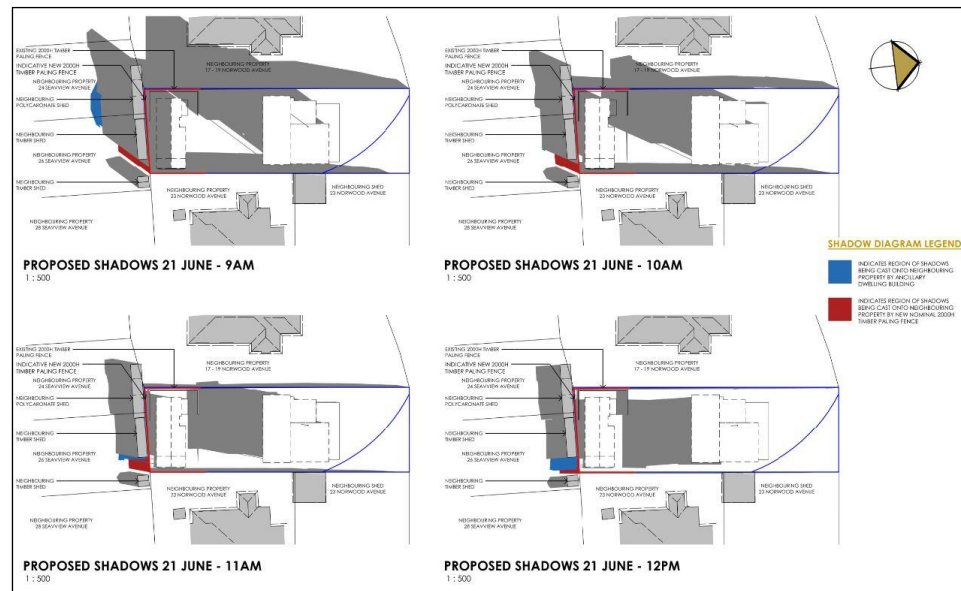 EXISTING 2000H TIMBER
PALING FENCE
INDICATIVE NEW 2000H
TIMBER PALING FENCE
NEIGHBOURING PROPERTY
24 SEAVIEW AVENUE
NEIGHBOURING
POLYCARONATE SHED
NEIGHBOURING
TIMBER SHED
NEIGHBOURING PROPERTY
26 SEAVIEW AVENUE
NEIGHBOURING
TIMBER SHED
NEIGHBOURING PROPERTY
28 SEAVVIEW AVENUE
NEIGHBOURING PROPERTY
17 - 19 NORWOOD AVENUE
NEIGHBOURING PROPERTY
23 NORWOOD AVENUE
NEIGHBOURING SHED
23 NORWOOD AVENUE
PROPOSED SHADOWS 21 JUNE - 9AM
1 : 500
EXISTING 2000H TIMBER
PALING FENCE
INDICATIVE NEW 2000H
TIMBER PALING FENCE
NEIGHBOURING PROPERTY
24 SEAVIEW AVENUE
NEIGHBOURING
POLYCARONATE SHED
NEIGHBOURING
TIMBER SHED
NEIGHBOURING PROPERTY
26 SEAVIEW AVENUE
NEIGHBOURING
TIMBER SHED
NEIGHBOURING PROPERTY
28 SEAVVIEW AVENUE
NEIGHBOURING PROPERTY
17 - 19 NORWOOD AVENUE
NEIGHBOURING PROPERTY
23 NORWOOD AVENUE
NEIGHBOURING SHED
23 NORWOOD AVENUE
PROPOSED SHADOWS 21 JUNE - 10AM
1 : 500
SHADOW DIAGRAM LEGEND
INDICATES REGION OF SHADOWS
BEING CAST ONTO NEIGHBOURING
PROPERTY BY ANCILLARY
DWELLING BUILDING
INDICATES REGION OF SHADOWS
BEING CAST ONTO NEIGHBOURING
PROPERTY BY NEW NOMINAL 2000H
TIMBER PALING FENCE
EXISTING 2000H TIMBER
PALING FENCE
INDICATIVE NEW 2000H
TIMBER PALING FENCE
NEIGHBOURING PROPERTY
24 SEAVIEW AVENUE
NEIGHBOURING
POLYCARONATE SHED
NEIGHBOURING
TIMBER SHED
NEIGHBOURING PROPERTY
26 SEAVIEW AVENUE
NEIGHBOURING
TIMBER SHED
NEIGHBOURING PROPERTY
28 SEAVVIEW AVENUE
NEIGHBOURING PROPERTY
17 - 19 NORWOOD AVENUE
NEIGHBOURING PROPERTY
23 NORWOOD AVENUE
NEIGHBOURING SHED
23 NORWOOD AVENUE
PROPOSED SHADOWS 21 JUNE - 11AM
1 : 500
EXISTING 2000H TIMBER
PALING FENCE
INDICATIVE NEW 2000H
TIMBER PALING FENCE
NEIGHBOURING PROPERTY
24 SEAVIEW AVENUE
NEIGHBOURING
POLYCARONATE SHED
NEIGHBOURING
TIMBER SHED
NEIGHBOURING PROPERTY
26 SEAVIEW AVENUE
NEIGHBOURING
TIMBER SHED
NEIGHBOURING PROPERTY
28 SEAVVIEW AVENUE
NEIGHBOURING PROPERTY
17 - 19 NORWOOD AVENUE
NEIGHBOURING PROPERTY
23 NORWOOD AVENUE
NEIGHBOURING SHED
23 NORWOOD AVENUE
PROPOSED SHADOWS 21 JUNE - 12PM
1 : 500